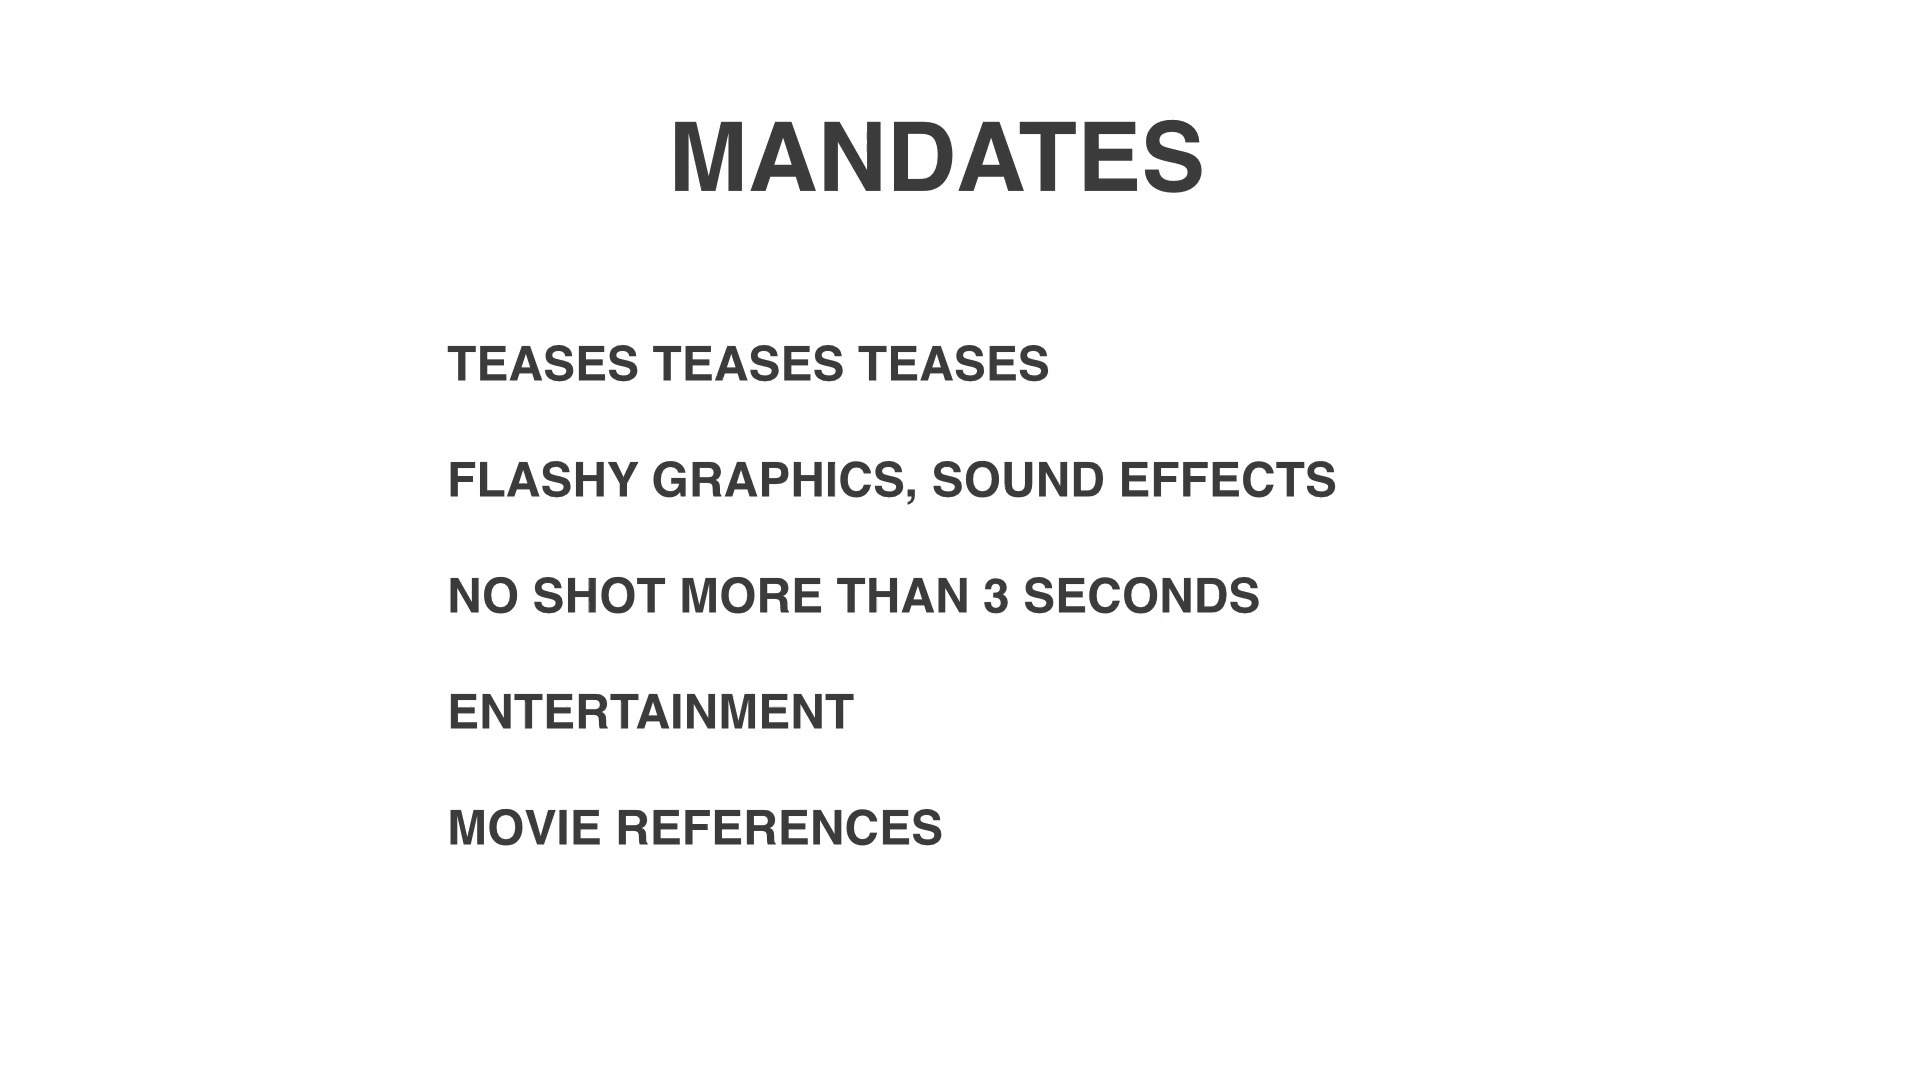 MANDATES
TEASES TEASES TEASES
FLASHY GRAPHICS, SOUND EFFECTS
NO SHOT MORE THAN 3 SECONDS
ENTERTAINMENT
MOVIE REFERENCES